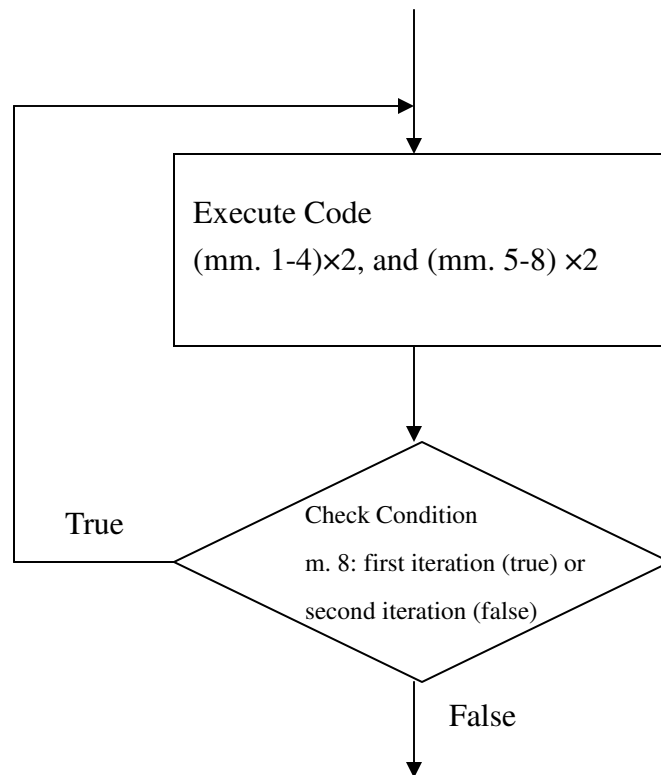 Execute Code
(mm. 1-4)×2, and (mm. 5-8) ×2
True
Check Condition
m. 8: first iteration (true) or
second iteration (false)
False